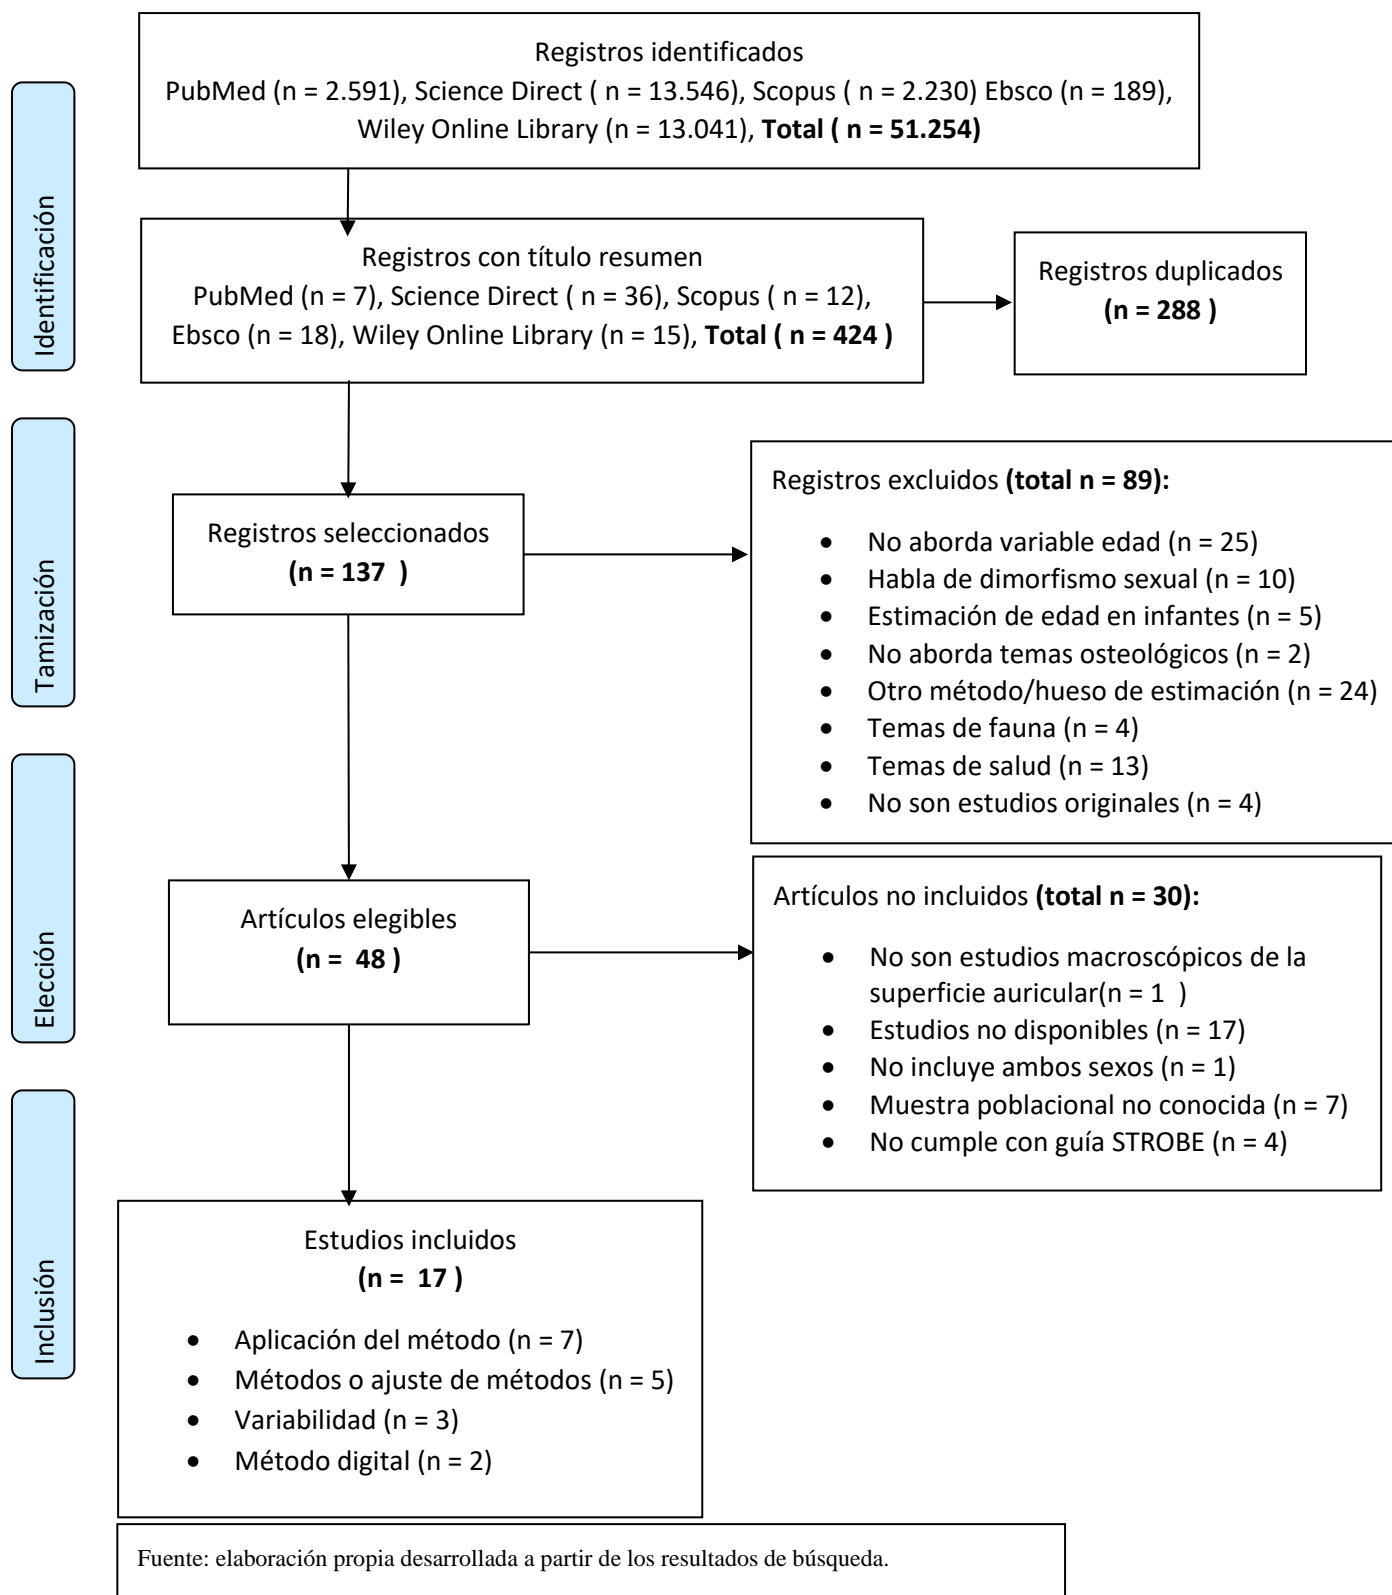 Registros identificados
PubMed (n = 2.591), Science Direct ( n = 13.546), Scopus ( n = 2.230) Ebsco (n = 189),
Wiley Online Library (n = 13.041), Total ( n = 51.254)
Identificación
Registros con título resumen
PubMed (n = 7), Science Direct ( n = 36), Scopus ( n = 12),
Ebsco (n = 18), Wiley Online Library (n = 15), Total ( n = 424 )
Registros duplicados
(n = 288 )
Tamización
Registros seleccionados
(n = 137 )
Registros excluidos (total n = 89):
• No aborda variable edad (n = 25)
• Habla de dimorfismo sexual (n = 10)
• Estimación de edad en infantes (n = 5)
• No aborda temas osteológicos (n = 2)
• Otro método/hueso de estimación (n = 24)
• Temas de fauna (n = 4)
• Temas de salud (n = 13)
• No son estudios originales (n = 4)
Elección
Artículos elegibles
(n = 48 )
Artículos no incluidos (total n = 30):
• No son estudios macroscópicos de la
superficie auricular(n = 1 )
• Estudios no disponibles (n = 17)
• No incluye ambos sexos (n = 1)
• Muestra poblacional no conocida (n = 7)
• No cumple con guía STROBE (n = 4)
Inclusión
Estudios incluidos
(n = 17 )
• Aplicación del método (n = 7)
• Métodos o ajuste de métodos (n = 5)
• Variabilidad (n = 3)
• Método digital (n = 2)
Fuente: elaboración propia desarrollada a partir de los resultados de búsqueda.